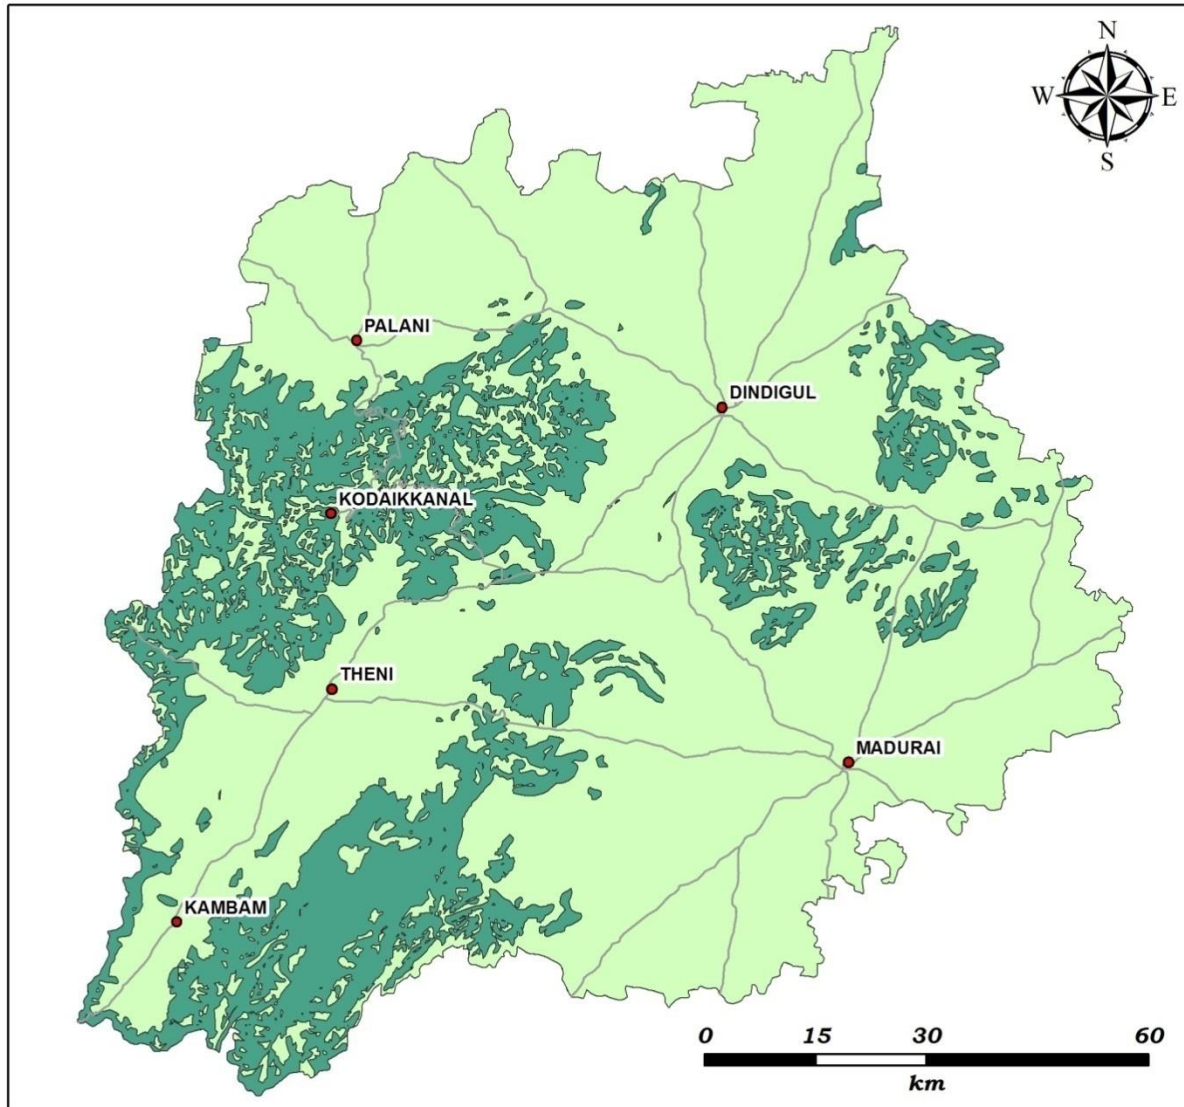 N
W E
S
PALANI
DINDIGUL
KODAIKKANAL
THENI
MADURAI
KAMBAM
0 15 30 60
km